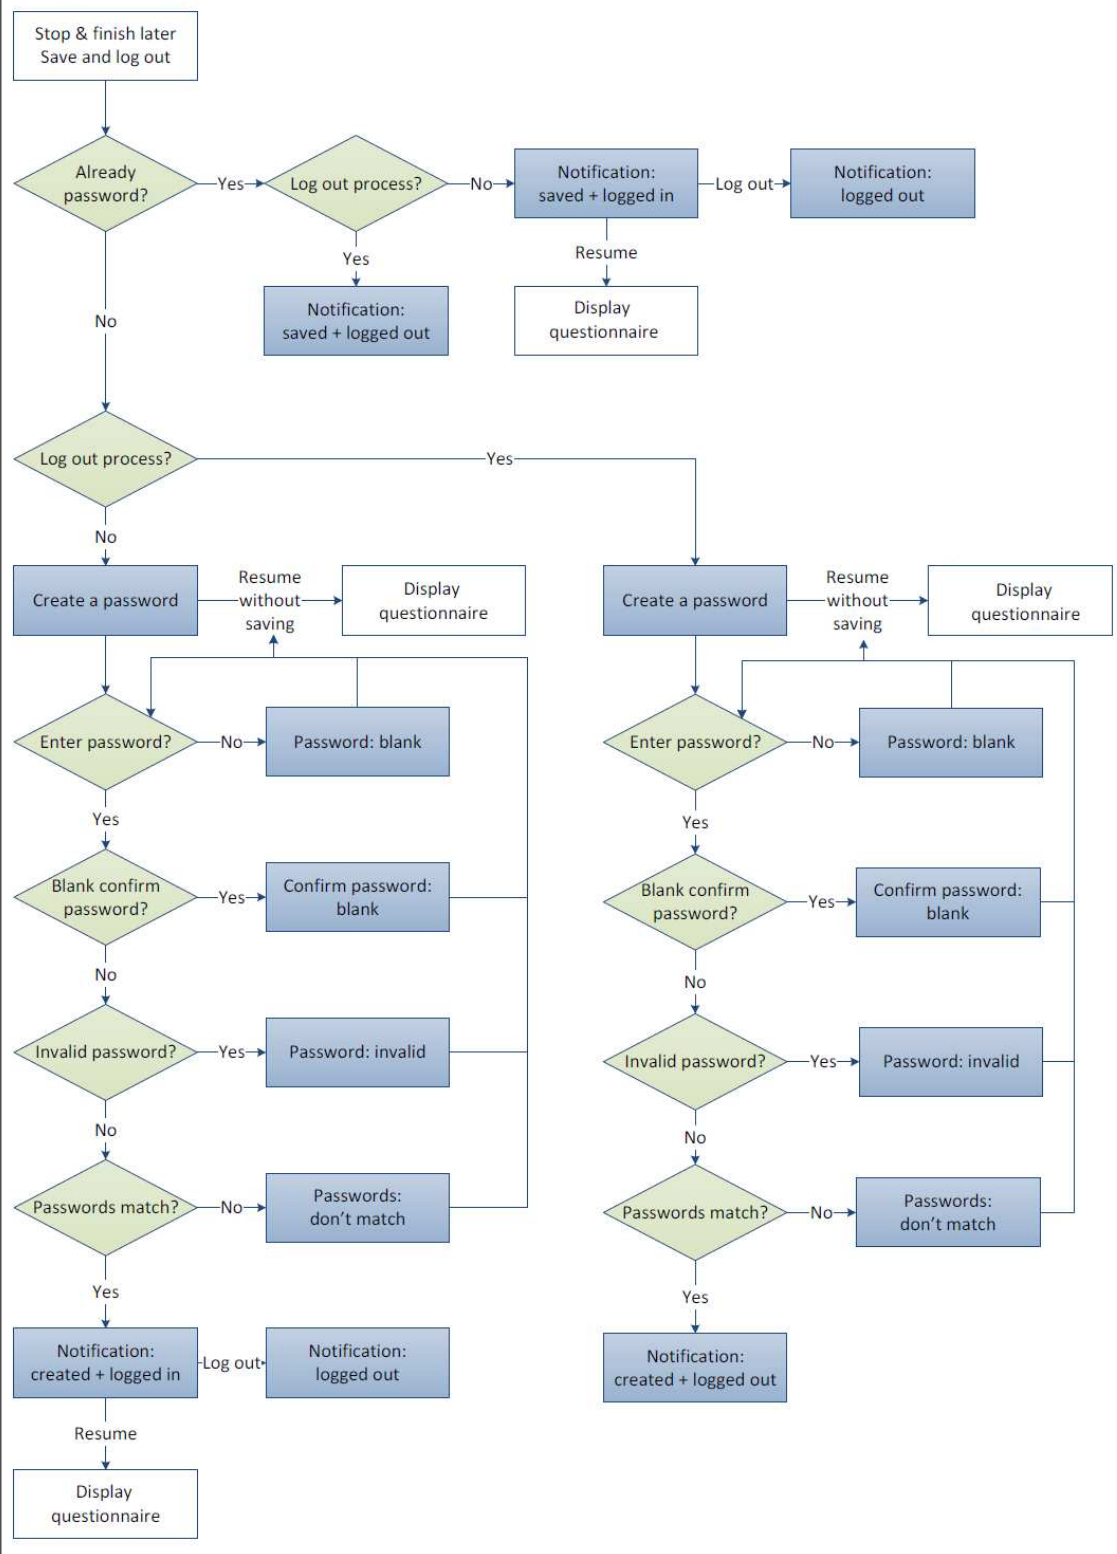 Stop & finish later
Save and log out
Already
password?
Yes
Log out process?
No
Notification:
saved + logged in
Log out
Notification:
logged out
Yes
Resume
Notification:
saved + logged out
Display
questionnaire
No
Log out process?
Yes
No
Create a password
Resume
without
saving
Display
questionnaire
Enter password?
No
Password: blank
Yes
Blank confirm
password?
Yes
Confirm password:
blank
No
Invalid password?
Yes
Password: invalid
No
Passwords match?
No
Passwords:
don't match
Yes
Notification:
created + logged in
Log out
Notification:
logged out
Resume
Display
questionnaire
Create a password
Resume
without
saving
Display
questionnaire
Enter password?
No
Password: blank
Yes
Blank confirm
password?
Yes
Confirm password:
blank
No
Invalid password?
Yes
Password: invalid
No
Passwords match?
No
Passwords:
don't match
Yes
Notification:
created + logged out